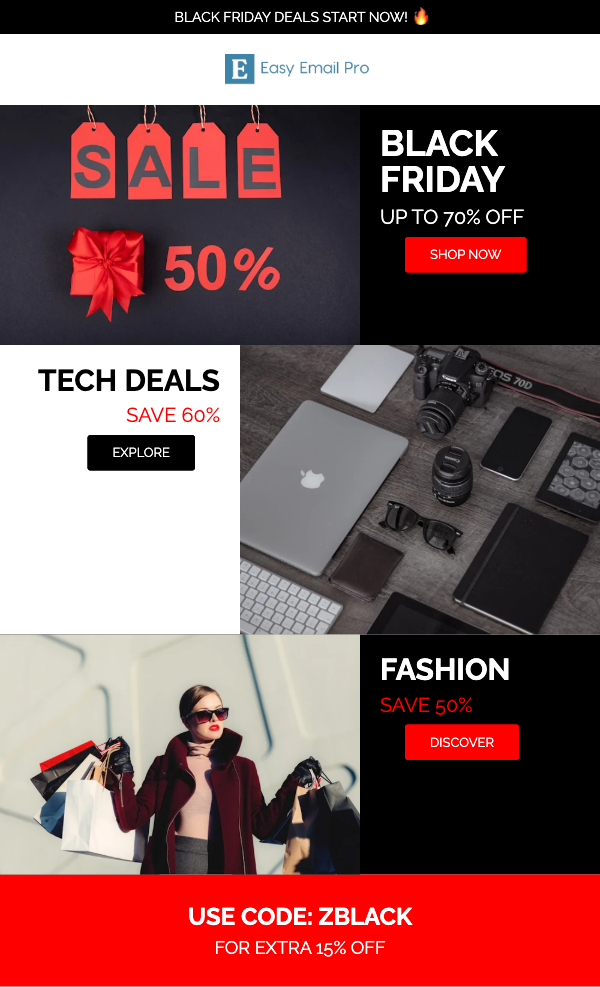 BLACK FRIDAY DEALS START NOW! 🔥
E Easy Email Pro
SALE
50%
BLACK
FRIDAY
UP TO 70% OFF
SHOP NOW
TECH DEALS
SAVE 60%
EXPLORE
EOS 70D
FASHION
SAVE 50%
DISCOVER
USE CODE: ZBLACK
FOR EXTRA 15% OFF